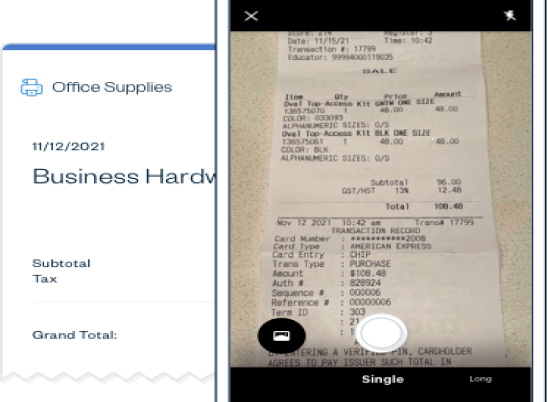 Office Supplies
11/12/2021
Business Hardw
Subtotal
Tax
Grand Total:
Store: 214 Register: 3
Date: 11/15/21 Time: 10:42
Transaction #: 17799
Educator: 99994000119035
SALE
Item Qty Price Amount
Oval Top-Access Kit GNTW ONE SIZE
136575070 1 48.00 48.00
COLOR: 033093
ALPHANUMERIC SIZES: O/S
Oval Top-Access Kit BLK ONE SIZE
136575061 1 48.00 48.00
COLOR: BLK
ALPHANUMERIC SIZES: O/S
Subtotal 96.00
GST/HST 13% 12.48
Total 108.48
Nov 12 2021 10:42 am Trans# 17799
TRANSACTION RECORD
Card Number : ***********2008
Card Type : AMERICAN EXPRESS
Card Entry : CHIP
Trans Type : PURCHASE
Amount : $108.48
Auth # : 828924
Sequence # : 000006
Reference # : 00000006
Term ID : 303
: 21
: 1
ENTERING A VERIFIED PIN, CARDHOLDER
AGREES TO PAY ISSUER SUCH TOTAL IN
Single Long